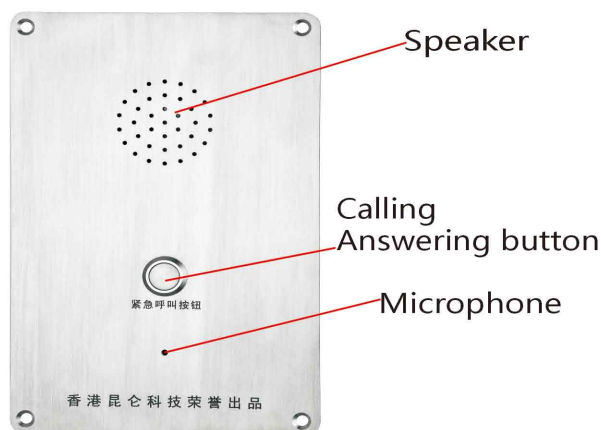 Speaker
Calling
Answering button
紧急呼叫按钮
Microphone
香港昆仑科技荣誉出品